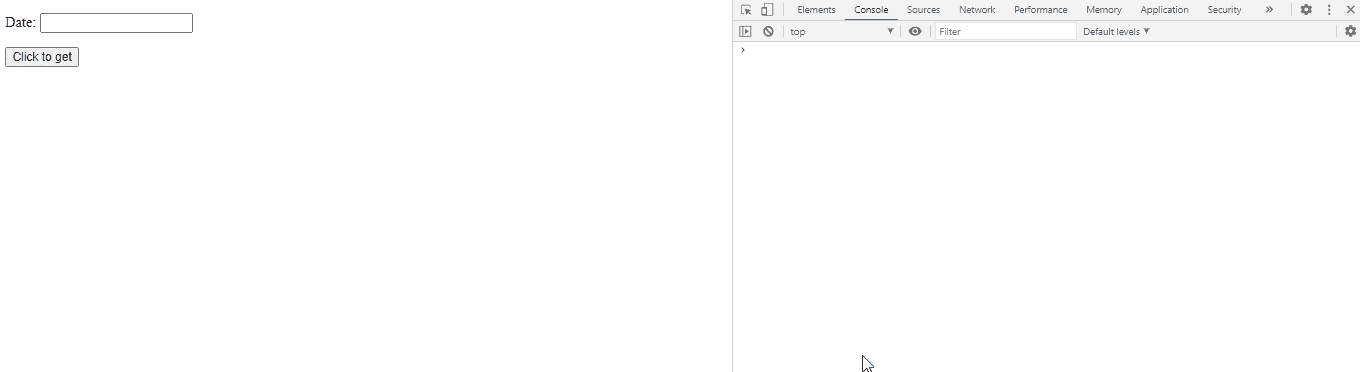 Date:
Click to get
Elements Console Sources Network Performance Memory Application Security »
top ▼ Filter Default levels ▼
›